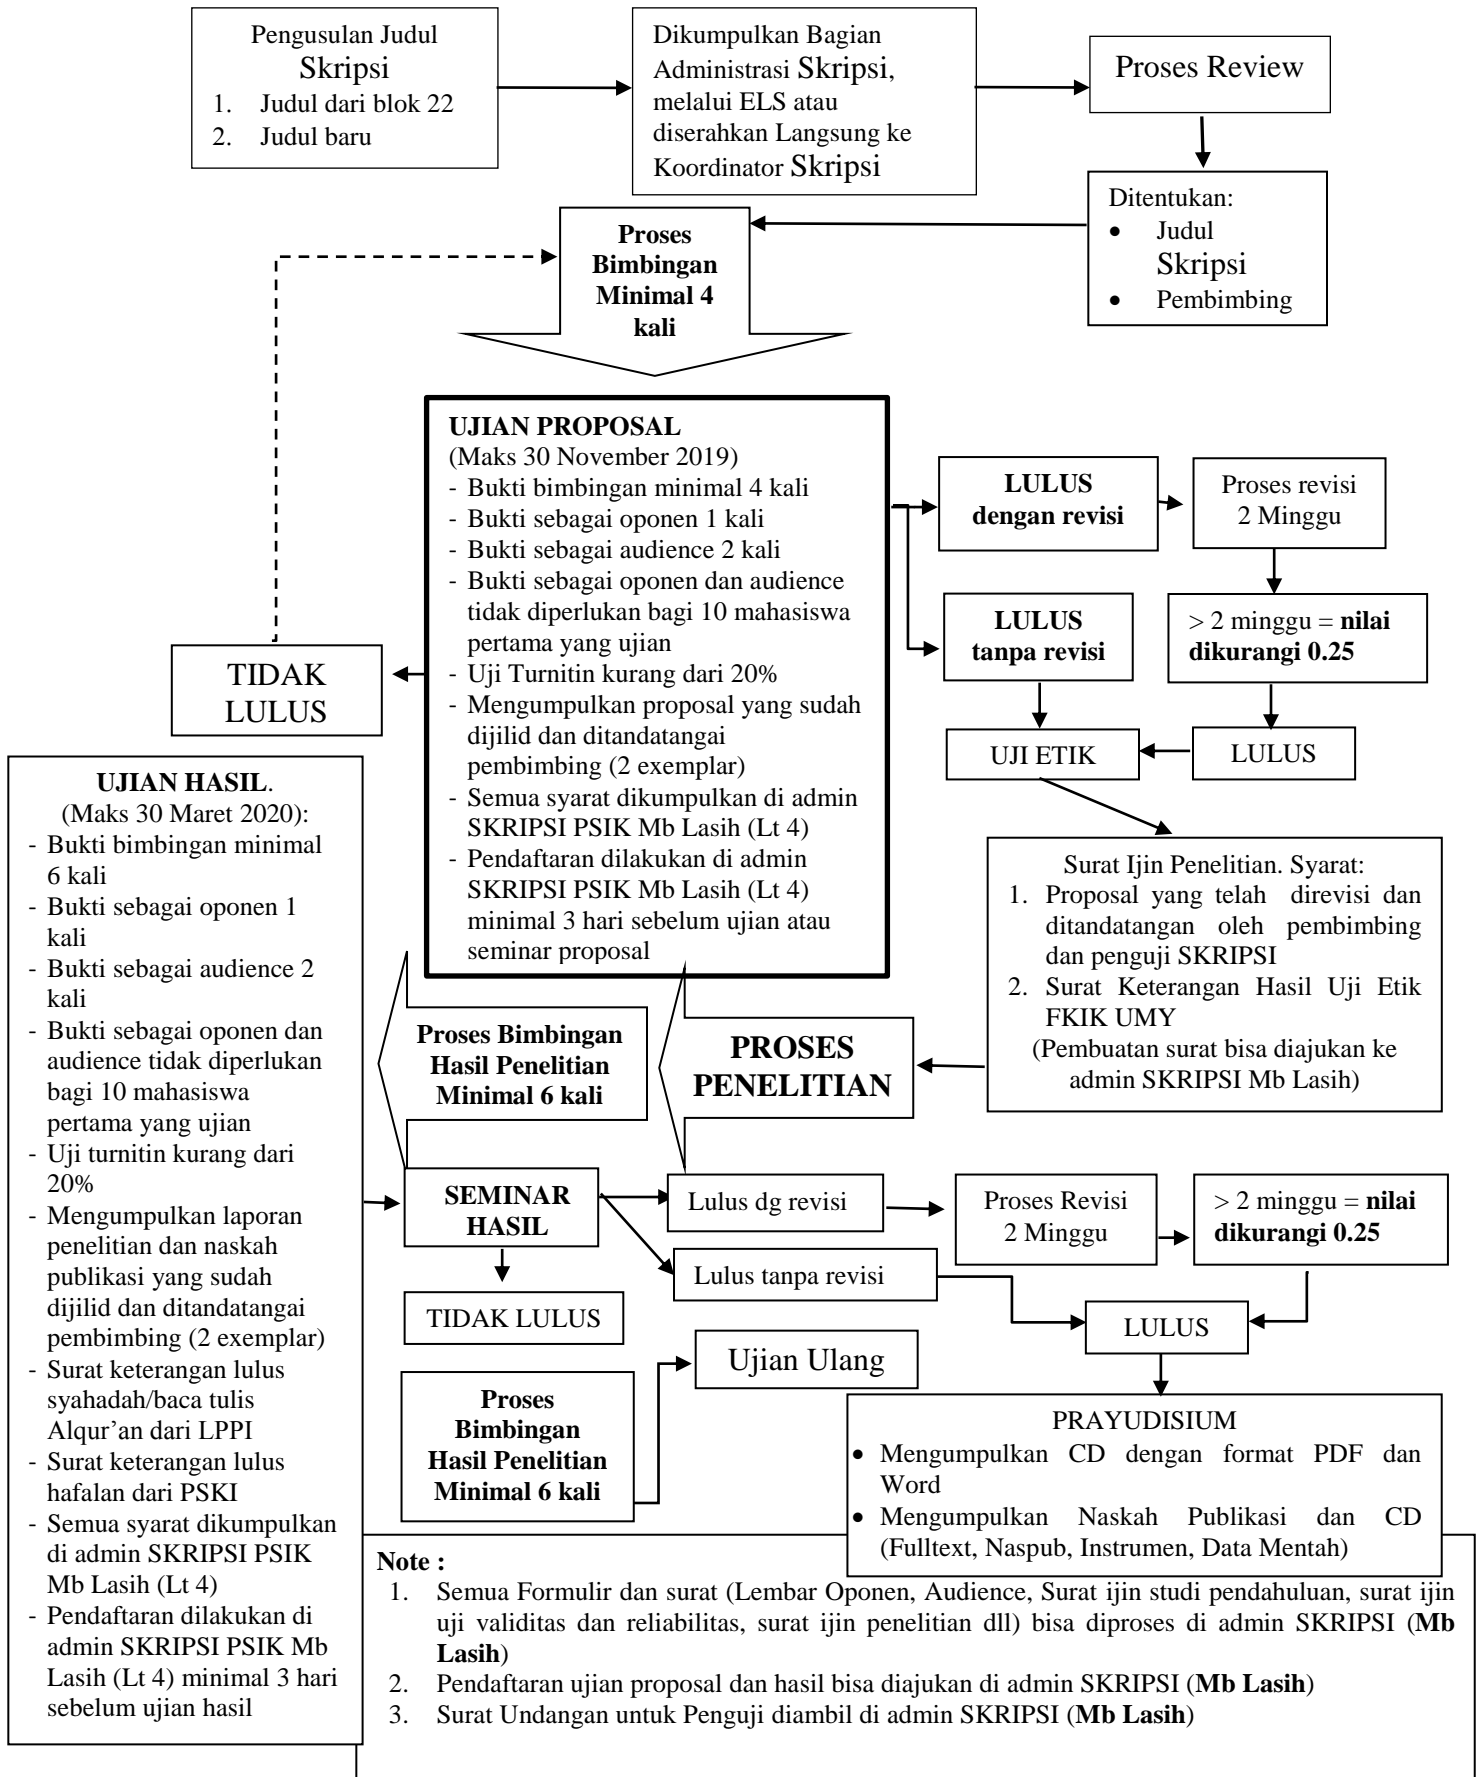 Pengusulan Judul
Skripsi
1. Judul dari blok 22
2. Judul baru
Dikumpulkan Bagian
Administrasi Skripsi,
melalui ELS atau
diserahkan Langsung ke
Koordinator Skripsi
Proses Review
Ditentukan:
• Judul
Skripsi
• Pembimbing
Proses
Bimbingan
Minimal 4
kali
UJIAN PROPOSAL
(Maks 30 November 2019)
- Bukti bimbingan minimal 4 kali
- Bukti sebagai oponen 1 kali
- Bukti sebagai audience 2 kali
- Bukti sebagai oponen dan audience
tidak diperlukan bagi 10 mahasiswa
pertama yang ujian
- Uji Turnitin kurang dari 20%
- Mengumpulkan proposal yang sudah
dijilid dan ditandatangai
pembimbing (2 exemplar)
- Semua syarat dikumpulkan di admin
SKRIPSI PSIK Mb Lasih (Lt 4)
- Pendaftaran dilakukan di admin
SKRIPSI PSIK Mb Lasih (Lt 4)
minimal 3 hari sebelum ujian atau
seminar proposal
LULUS
dengan revisi
Proses revisi
2 Minggu
LULUS
tanpa revisi
> 2 minggu = nilai
dikurangi 0.25
TIDAK
LULUS
UJI ETIK
LULUS
Surat Ijin Penelitian. Syarat:
1. Proposal yang telah direvisi dan
ditandatangan oleh pembimbing
dan penguji SKRIPSI
2. Surat Keterangan Hasil Uji Etik
FKIK UMY
(Pembuatan surat bisa diajukan ke
admin SKRIPSI Mb Lasih)
PROSES
PENELITIAN
Proses Bimbingan
Hasil Penelitian
Minimal 6 kali
UJIAN HASIL.
(Maks 30 Maret 2020):
- Bukti bimbingan minimal
6 kali
- Bukti sebagai oponen 1
kali
- Bukti sebagai audience 2
kali
- Bukti sebagai oponen dan
audience tidak diperlukan
bagi 10 mahasiswa
pertama yang ujian
- Uji turnitin kurang dari
20%
- Mengumpulkan laporan
penelitian dan naskah
publikasi yang sudah
dijilid dan ditandatangai
pembimbing (2 exemplar)
- Surat keterangan lulus
syahadah/baca tulis
Alqur’an dari LPPI
- Surat keterangan lulus
hafalan dari PSKI
- Semua syarat dikumpulkan
di admin SKRIPSI PSIK
Mb Lasih (Lt 4)
- Pendaftaran dilakukan di
admin SKRIPSI PSIK Mb
Lasih (Lt 4) minimal 3 hari
sebelum ujian hasil
SEMINAR
HASIL
Lulus dg revisi
Proses Revisi
2 Minggu
> 2 minggu = nilai
dikurangi 0.25
Lulus tanpa revisi
TIDAK LULUS
LULUS
Ujian Ulang
Proses
Bimbingan
Hasil Penelitian
Minimal 6 kali
PRAYUDISIUM
• Mengumpulkan CD dengan format PDF dan
Word
• Mengumpulkan Naskah Publikasi dan CD
(Fulltext, Naspub, Instrumen, Data Mentah)
Note :
1. Semua Formulir dan surat (Lembar Oponen, Audience, Surat ijin studi pendahuluan, surat ijin
uji validitas dan reliabilitas, surat ijin penelitian dll) bisa diproses di admin SKRIPSI (Mb
Lasih)
2. Pendaftaran ujian proposal dan hasil bisa diajukan di admin SKRIPSI (Mb Lasih)
3. Surat Undangan untuk Penguji diambil di admin SKRIPSI (Mb Lasih)